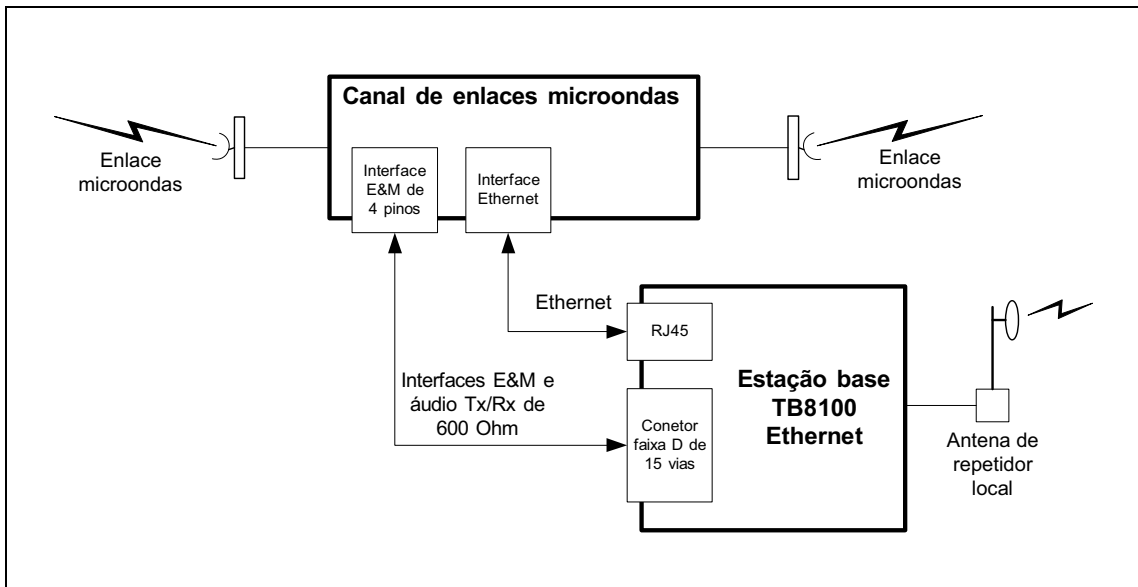 Canal de enlaces microondas
Enlace
microondas
Interface
E&M de
4 pinos
Interface
Ethernet
Enlace
microondas
Ethernet
RJ45
Interfaces E&M e
áudio Tx/Rx de
600 Ohm
Conetor
faixa D de
15 vias
Estação base
TB8100
Ethernet
Antena de
repetidor
local